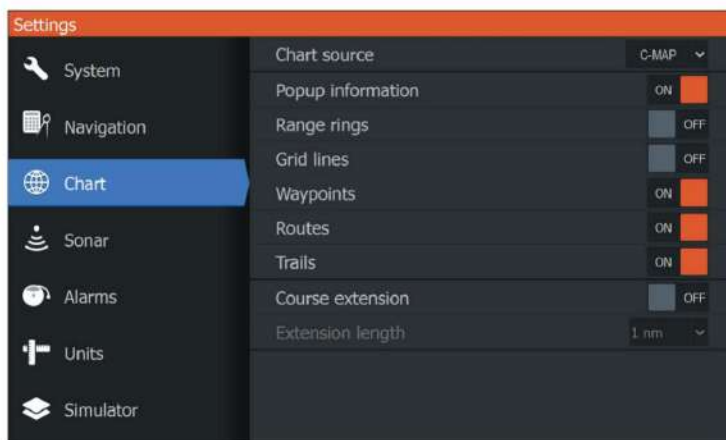 Settings
System
Navigation
Chart
Sonar
Alarms
Units
Simulator
Chart source C-MAP
Popup information ON
Range rings OFF
Grid lines OFF
Waypoints ON
Routes ON
Trails ON
Course extension OFF
Extension length 1 nm